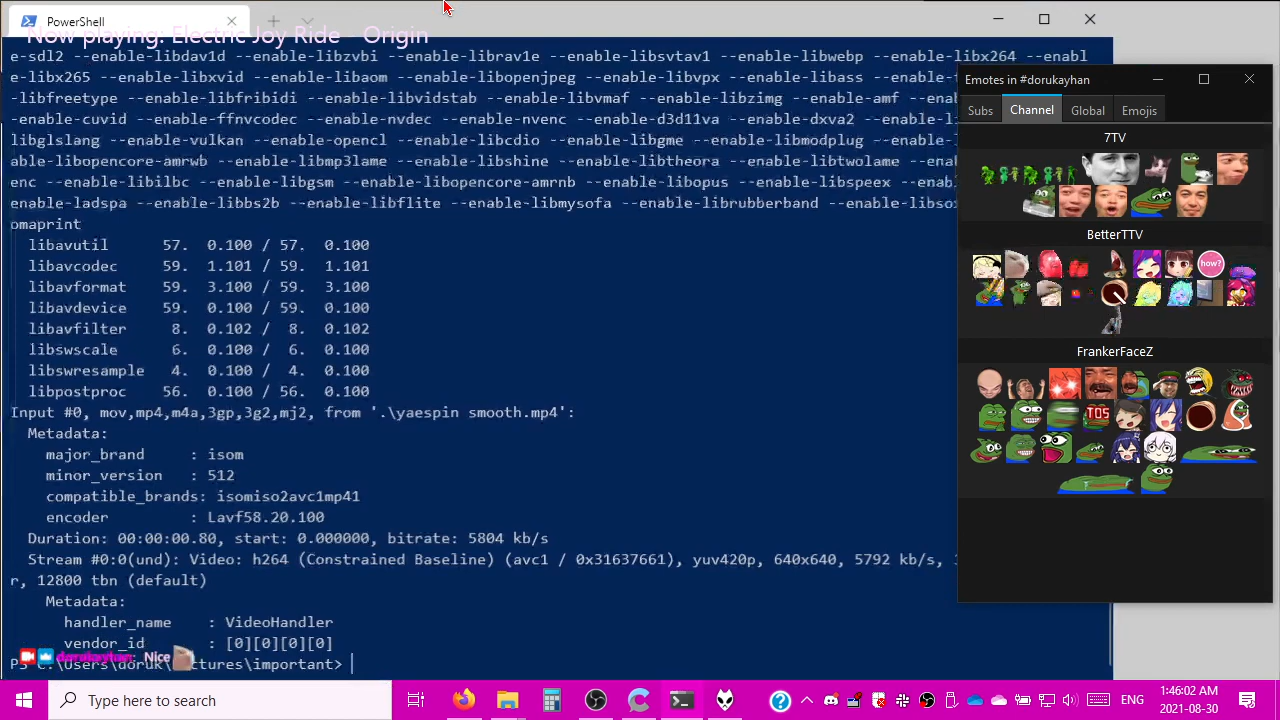 PowerShell
Now playing: Electric Joy Ride - Origin
e-sdl2 --enable-libdav1d --enable-libzvbi --enable-librav1e --enable-libsvtav1 --enable-libwebp --enable-libx264 --enabl
e-libx265 --enable-libxvid --enable-libaom --enable-libopenjpeg --enable-libvpx --enable-libass
-libfreetype --enable-libfribidi --enable-libvidstab --enable-libvmaf --enable-libzimg --enable-amf
-enable-cuvid --enable-ffnvcodec --enable-nvdec --enable-nvenc --enable-d3d11va --enable-dxva2
libglslang --enable-vulkan --enable-opencl --enable-libcdio --enable-libgme --enable-libmodplug
able-libopencore-amrwb --enable-libmp3lame --enable-libshine --enable-libtheora --enable-libtwolame
enc --enable-libilbc --enable-libgsm --enable-libopencore-amrnb --enable-libopus --enable-libspeex
enable-ladspa --enable-libbs2b --enable-libflite --enable-libmysofa --enable-librubberband --enable-libso
omaprint
libavutil 57. 0.100 / 57. 0.100
libavcodec 59. 1.101 / 59. 1.101
libavformat 59. 3.100 / 59. 3.100
libavdevice 59. 0.100 / 59. 0.100
libavfilter 8. 0.102 / 8. 0.102
libswscale 6. 0.100 / 6. 0.100
libswresample 4. 0.100 / 4. 0.100
libpostproc 56. 0.100 / 56. 0.100
Input #0, mov,mp4,m4a,3gp,3g2,mj2, from '.\yaespin smooth.mp4':
Metadata:
major_brand : isom
minor_version : 512
compatible_brands: isomiso2avc1mp41
encoder : Lavf58.20.100
Duration: 00:00:00.80, start: 0.000000, bitrate: 5804 kb/s
Stream #0:0(und): Video: h264 (Constrained Baseline) (avc1 / 0x31637661), yuv420p, 640x640, 5792 kb/s,
r, 12800 tbn (default)
Metadata:
handler_name : VideoHandler
vendor_id : [0][0][0][0]
dorukayhan: Nice
PS C:\Users\doruk\Pictures\important>
Emotes in #dorukayhan
Subs Channel Global Emojis
7TV
BetterTTV
how?
FrankerFaceZ
TOS
Type here to search
ENG
1:46:02 AM
2021-08-30